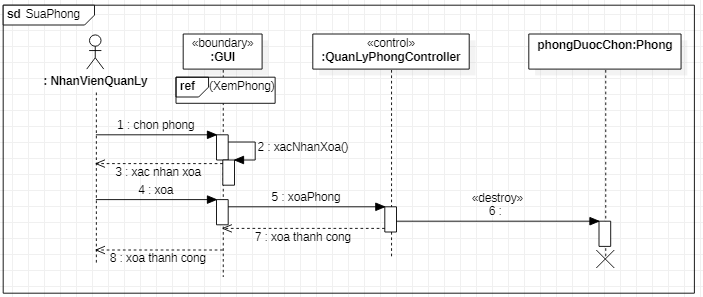 sd SuaPhong
: NhanVienQuanLy
«boundary»
:GUI
«control»
:QuanLyPhongController
phongDuocChon:Phong
ref (XemPhong)
1 : chon phong
2 : xacNhanXoa()
3 : xac nhan xoa
4 : xoa
5 : xoaPhong
«destroy»
6 :
7 : xoa thanh cong
8 : xoa thanh cong